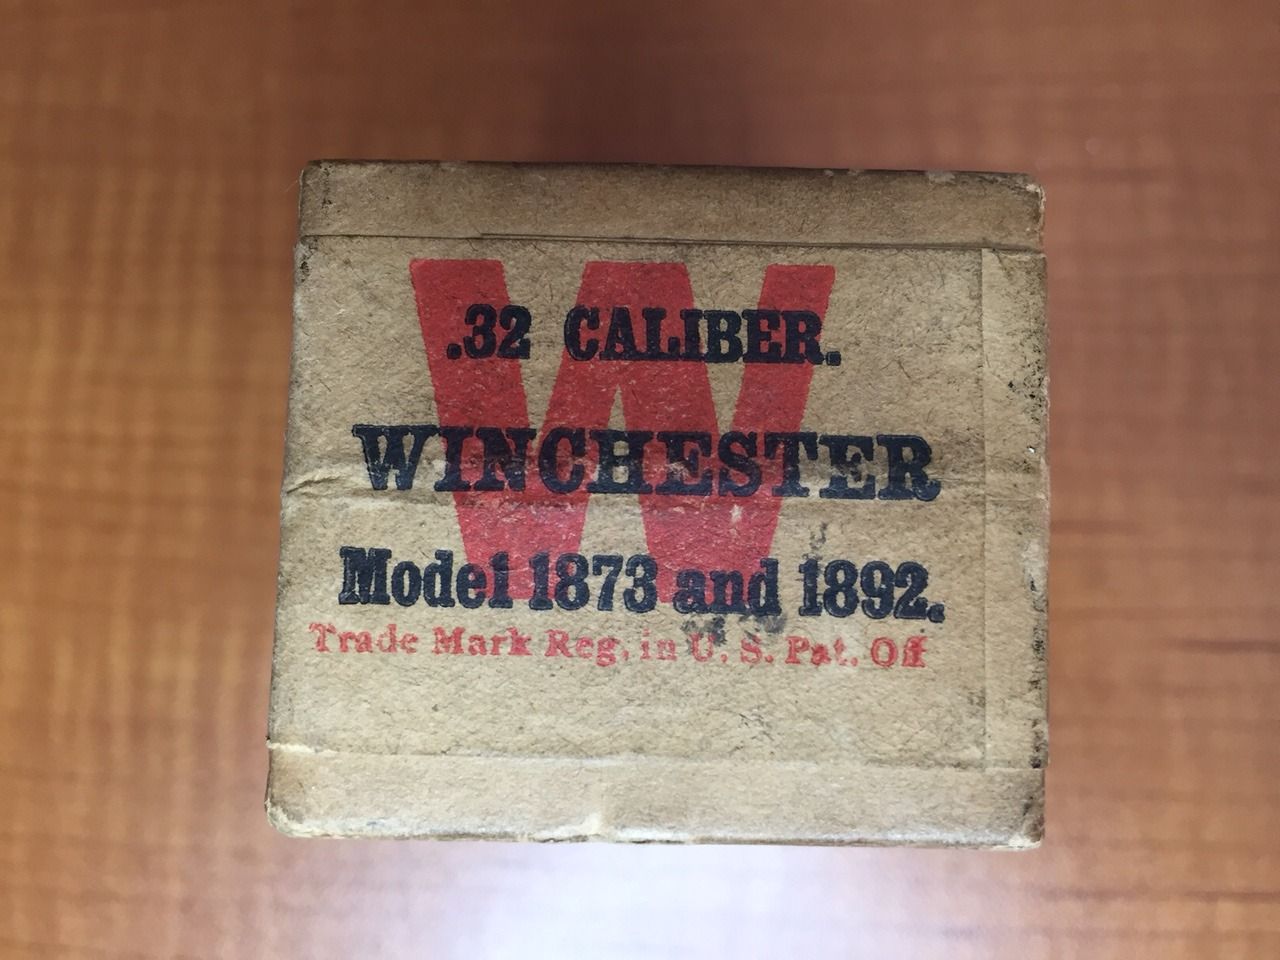 W
.32 CALIBER.
WINCHESTER
Model 1873 and 1892.
Trade Mark Reg. in U. S. Pat. Off